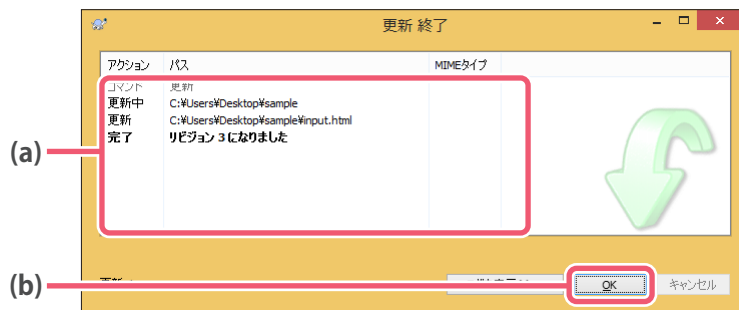 更新 終了
アクション パス MIMEタイプ
コマンド 更新
更新中 C:¥Users¥Desktop¥sample
更新 C:¥Users¥Desktop¥sample¥input.html
完了 リビジョン 3 になりました
(a)
(b)
OK キャンセル